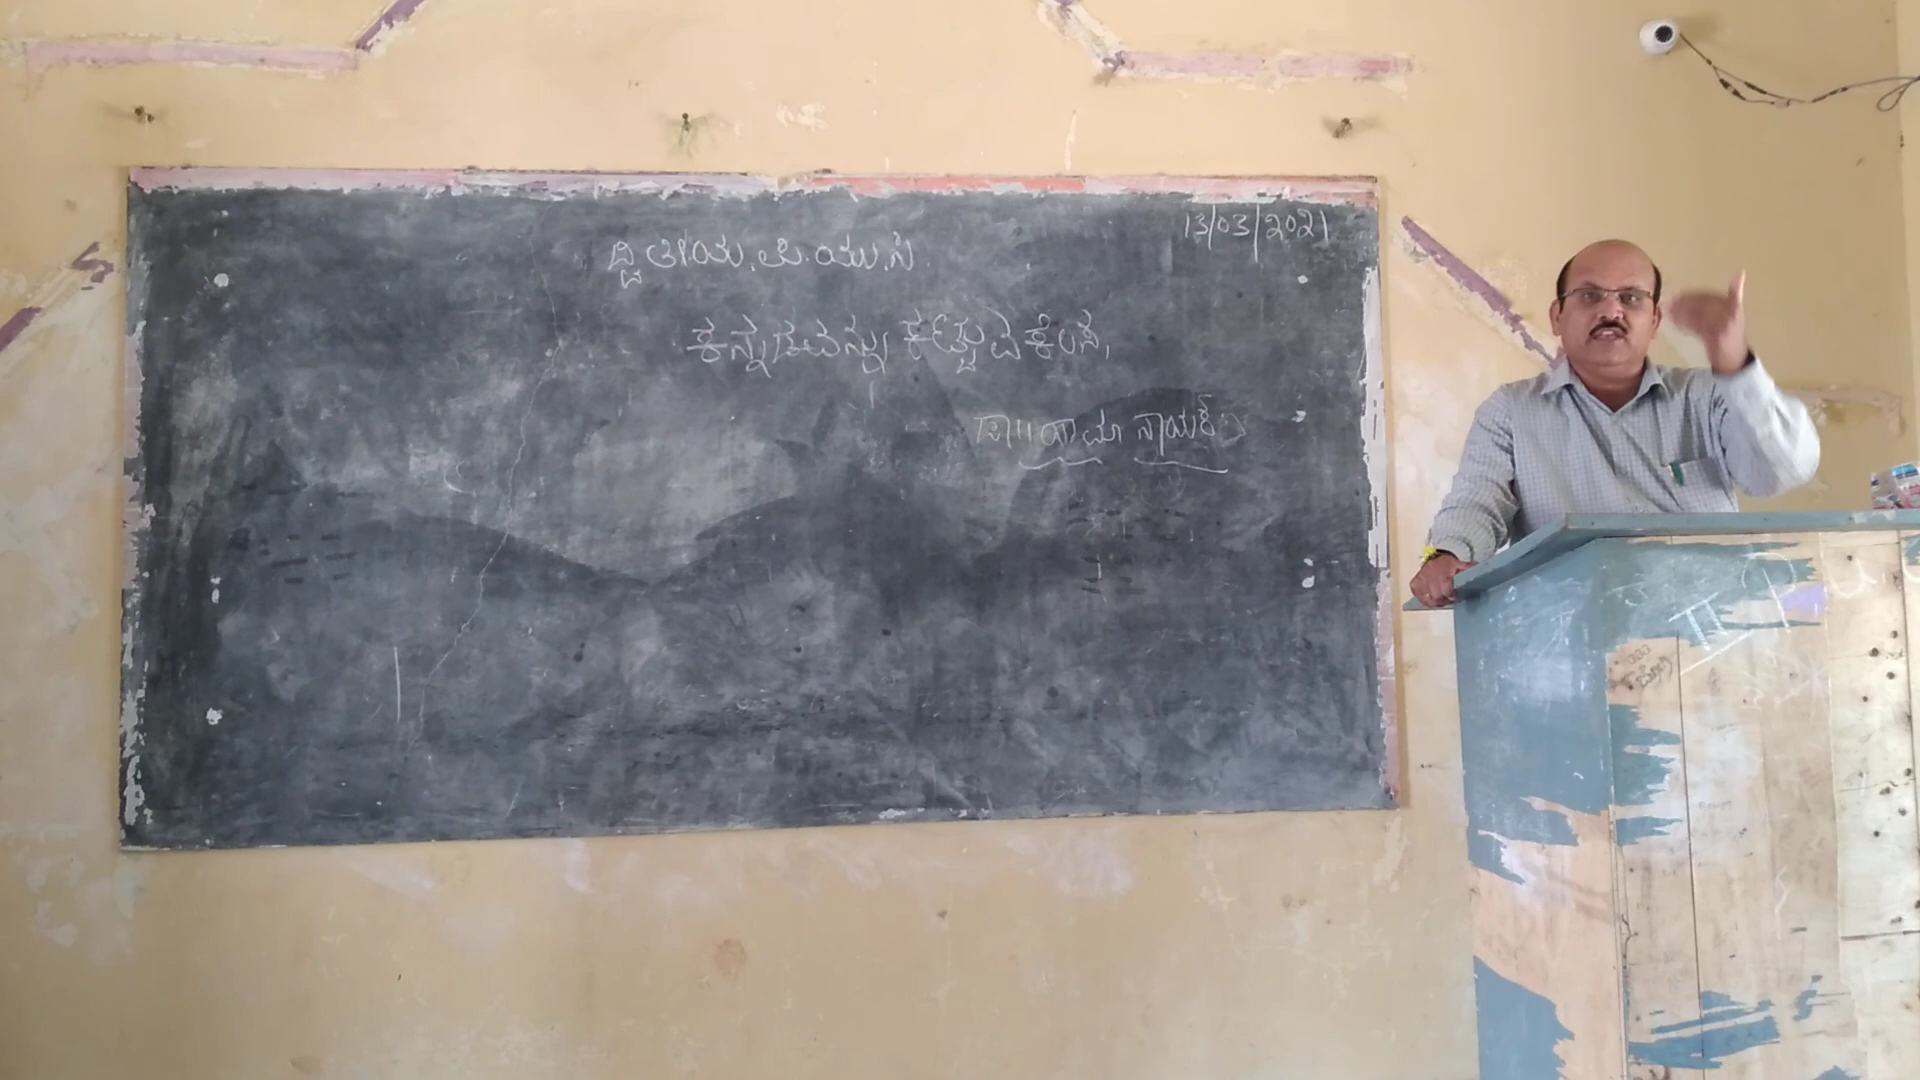 13/03/2021
ದ್ವಿತೀಯ.ಪಿ.ಯು.ಸಿ.
ಕನ್ನಡವನ್ನು ಕಟ್ಟುವ ಕೆಲಸ,
ಹಾ|| ಮಾ ನಾಯಕ